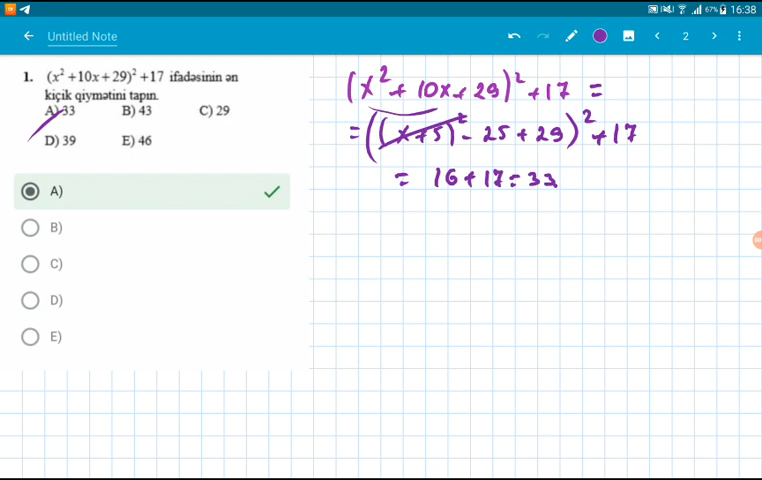 67% 16:38
Untitled Note
2
1. (x² +10x+29)² +17 ifadəsinin ən
kiçik qiymətini tapın.
A) 33 B) 43 C) 29
D) 39 E) 46
A)
B)
C)
D)
E)
(x² + 10x + 29)² + 17 =
= ((x+5)² - 25 + 29)² + 17
= 16 + 17 = 33